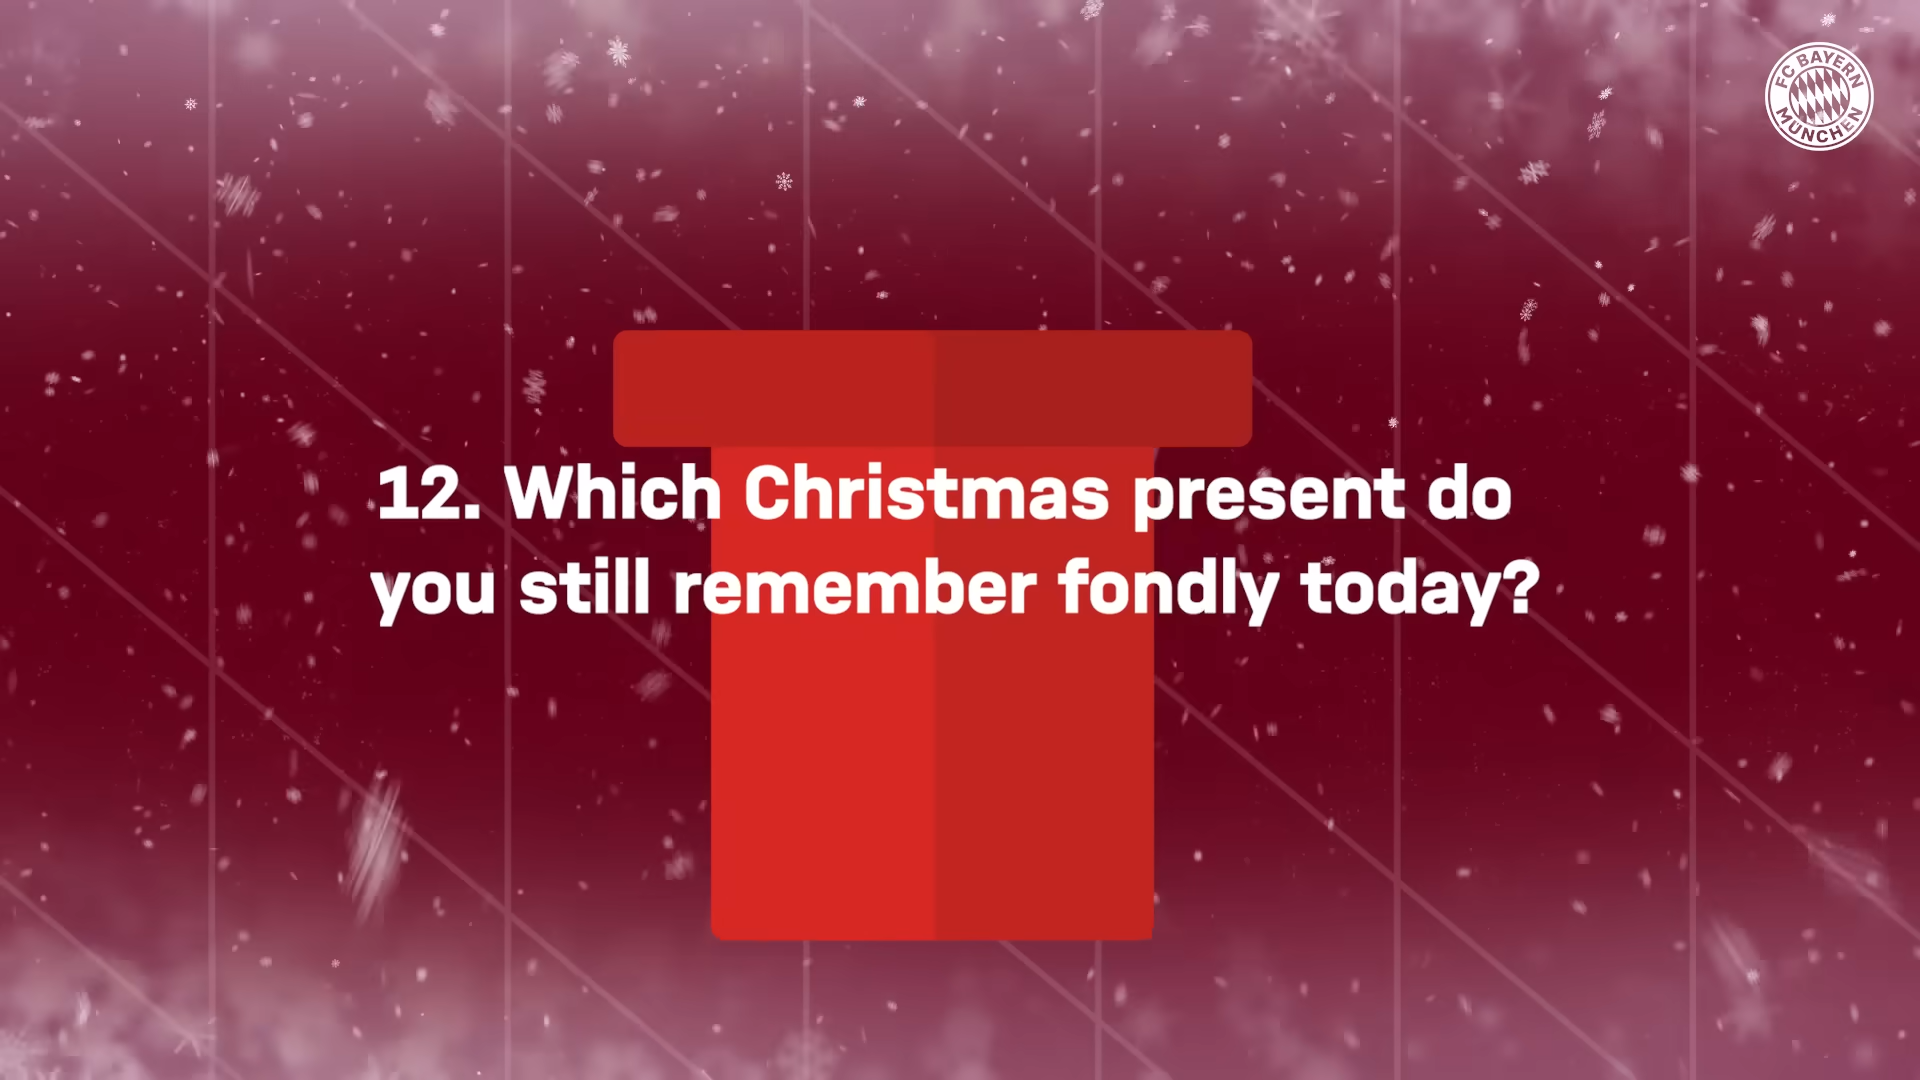 FC BAYERN
MÜNCHEN
12. Which Christmas present do
you still remember fondly today?